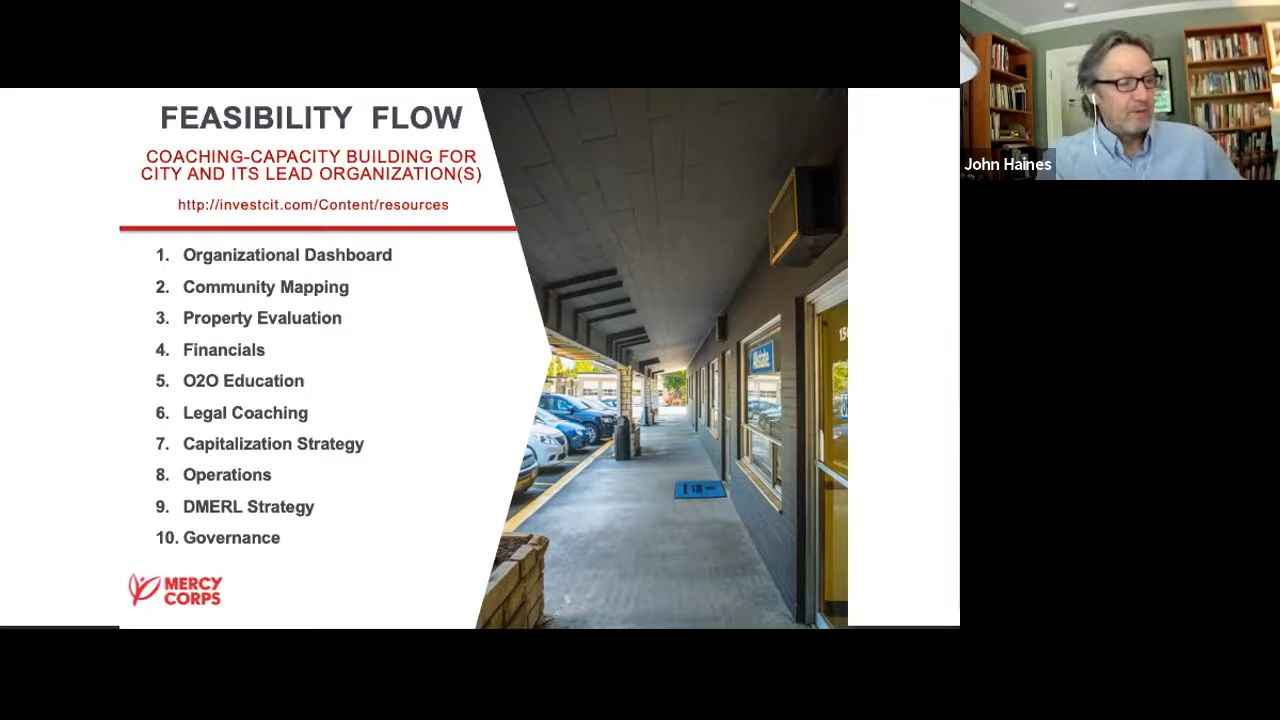 FEASIBILITY FLOW
COACHING-CAPACITY BUILDING FOR
CITY AND ITS LEAD ORGANIZATION(S)
http://investcit.com/Content/resources
1. Organizational Dashboard
2. Community Mapping
3. Property Evaluation
4. Financials
5. O2O Education
6. Legal Coaching
7. Capitalization Strategy
8. Operations
9. DMERL Strategy
10. Governance
MERCY
CORPS
Allstate.
John Haines